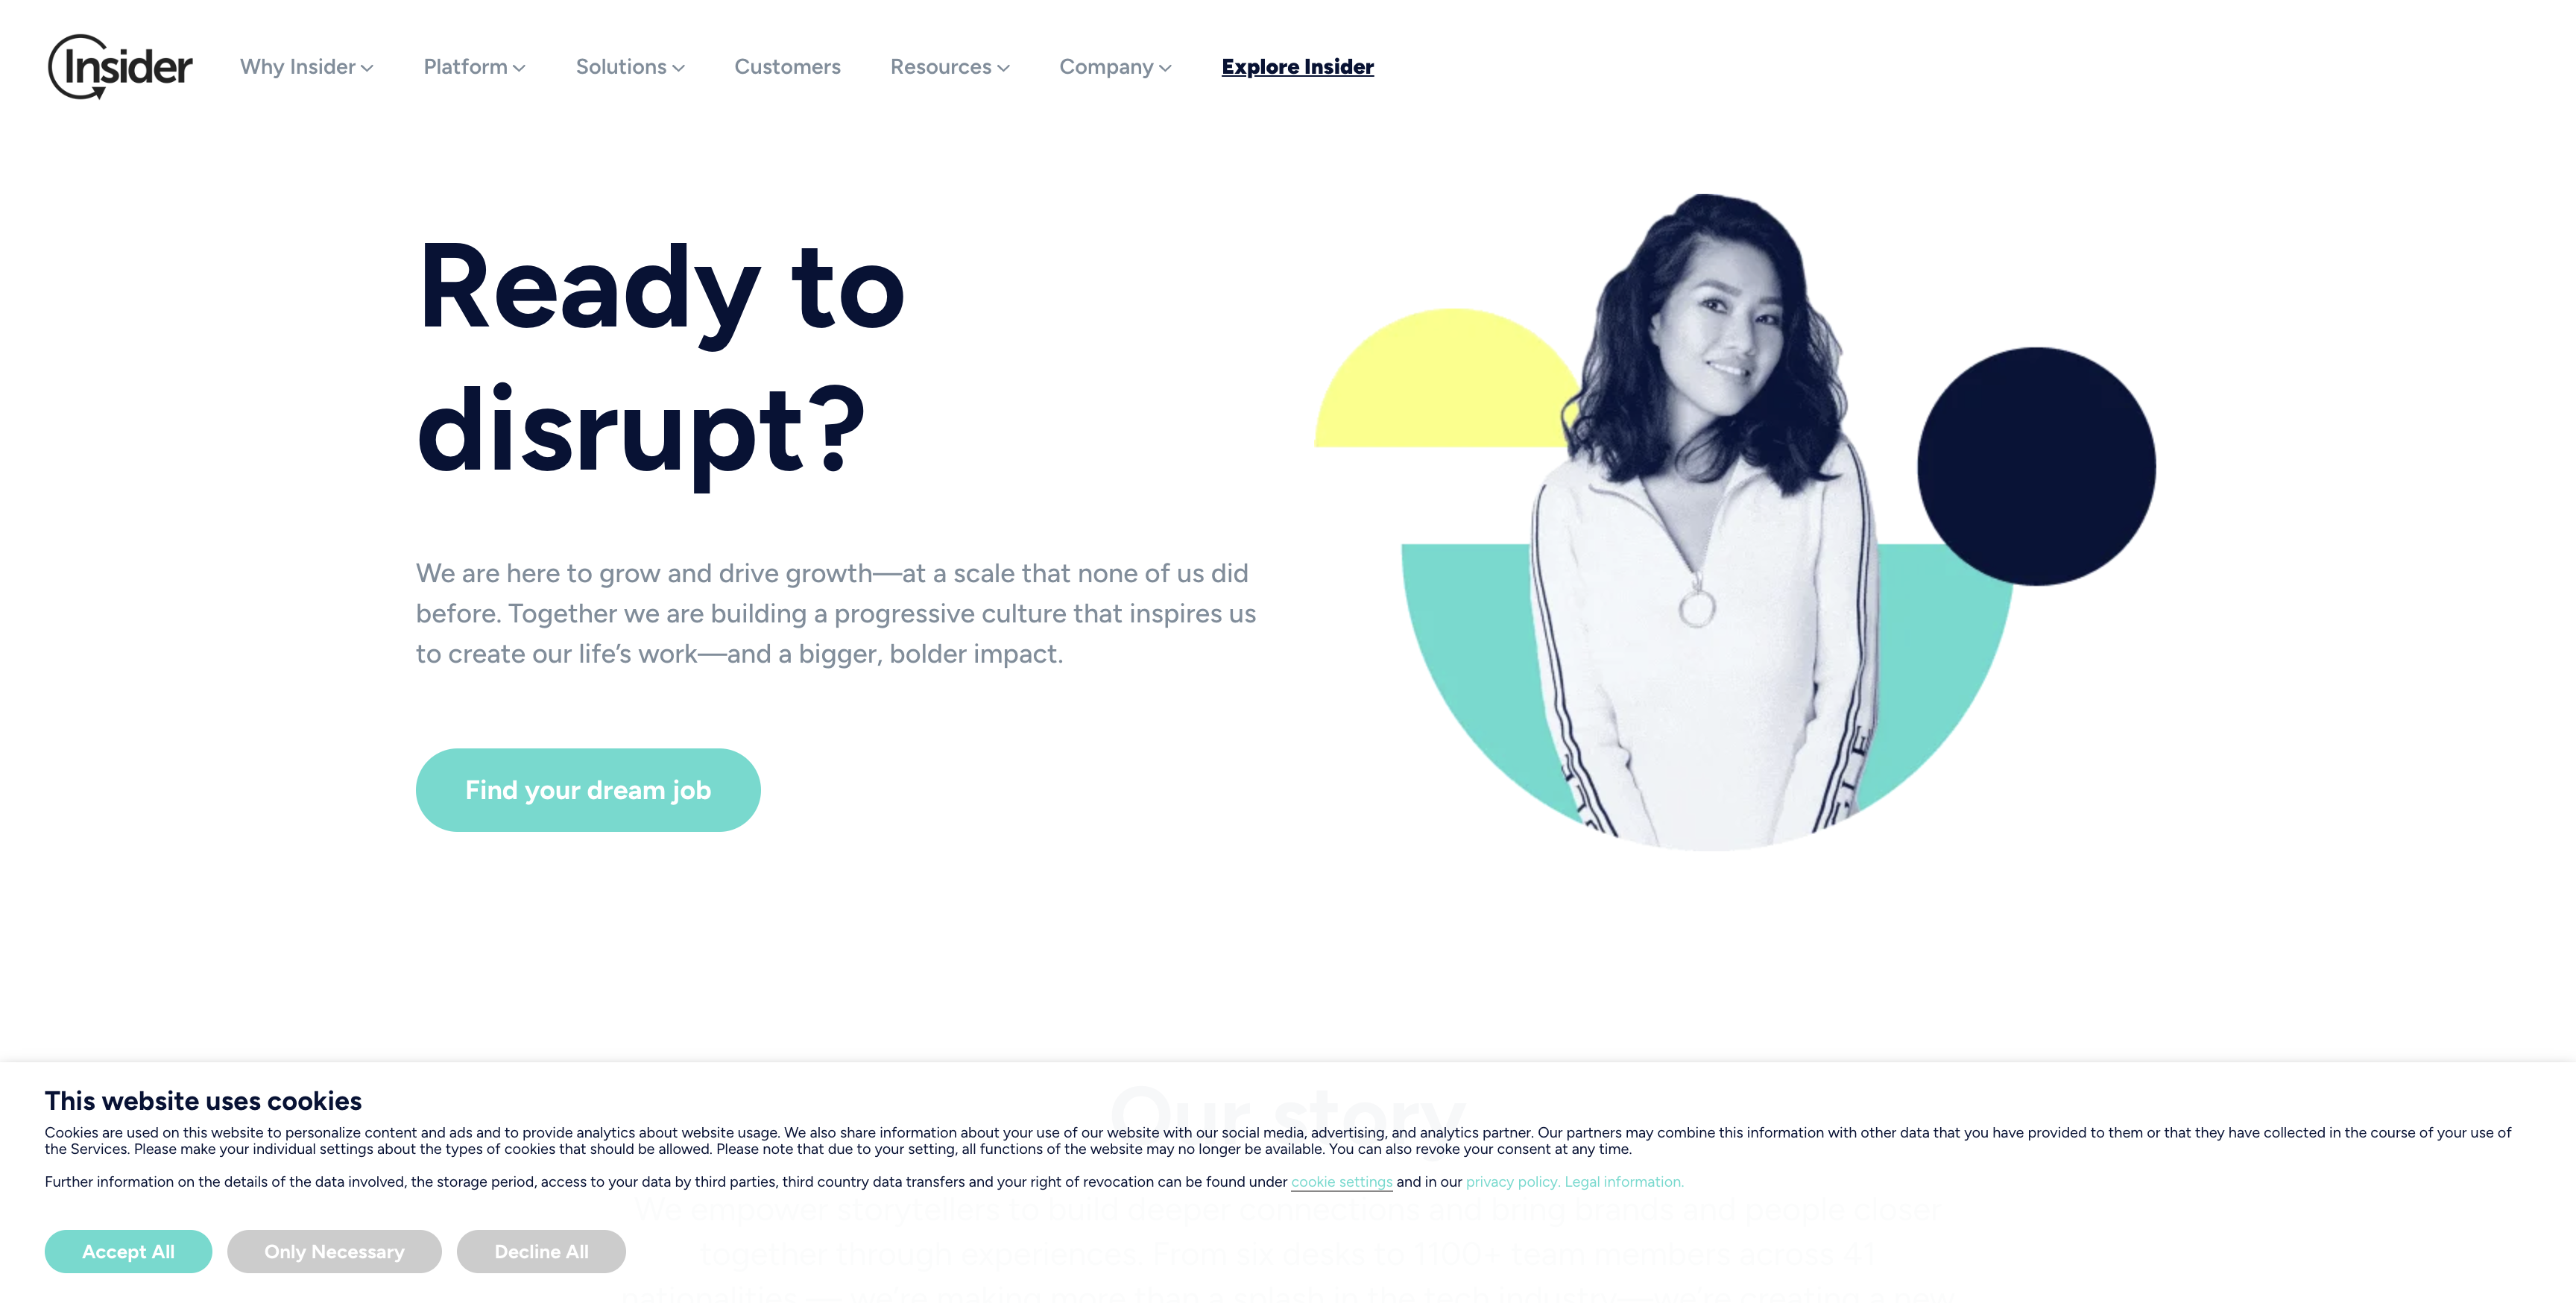 Insider
Why Insider
Platform
Solutions
Customers
Resources
Company
Explore Insider
Ready to
disrupt?
We are here to grow and drive growth—at a scale that none of us did
before. Together we are building a progressive culture that inspires us
to create our life’s work—and a bigger, bolder impact.
Find your dream job
Our story
This website uses cookies
Cookies are used on this website to personalize content and ads and to provide analytics about website usage. We also share information about your use of our website with our social media, advertising, and analytics partner. Our partners may combine this information with other data that you have provided to them or that they have collected in the course of your use of
the Services. Please make your individual settings about the types of cookies that should be allowed. Please note that due to your setting, all functions of the website may no longer be available. You can also revoke your consent at any time.
Further information on the details of the data involved, the storage period, access to your data by third parties, third country data transfers and your right of revocation can be found under cookie settings and in our privacy policy. Legal information.
We empower storytellers to build deeper connections and bring brands and people closer
together through experiences. From six desks to 1100+ team members across 41
Accept All
Only Necessary
Decline All